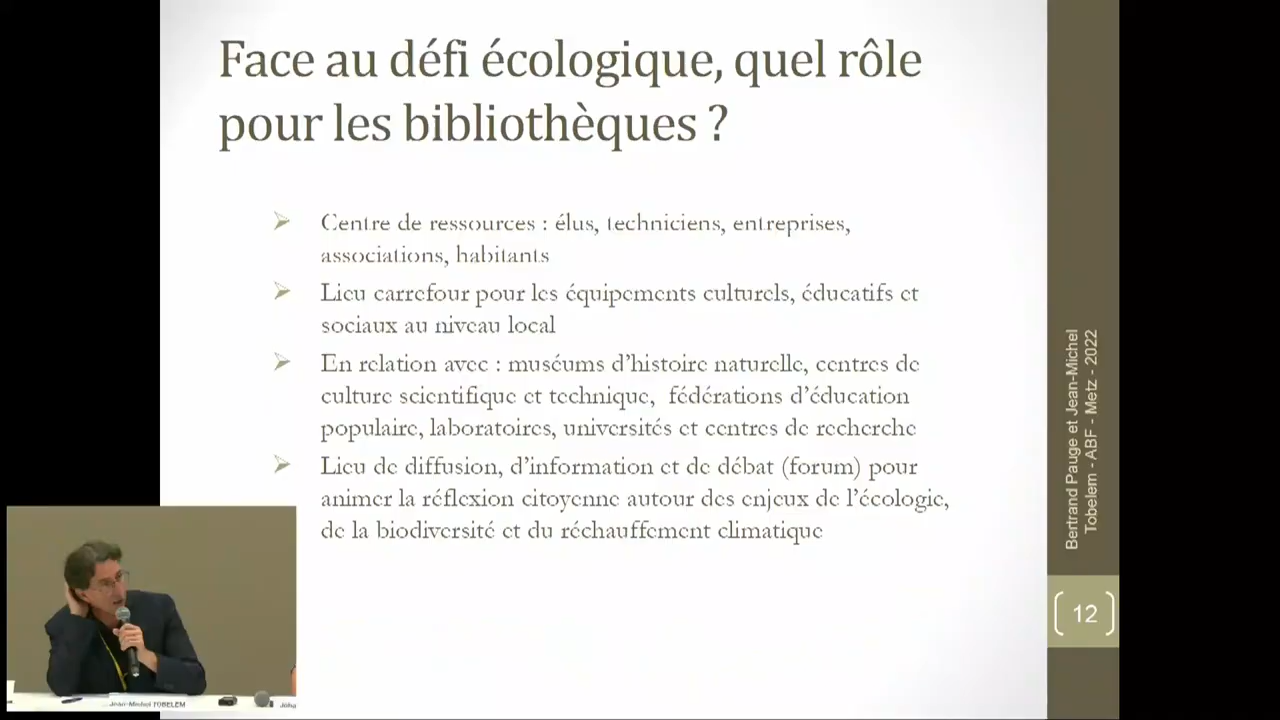 Face au défi écologique, quel rôle
pour les bibliothèques ?
Centre de ressources : élus, techniciens, entreprises,
associations, habitants
Lieu carrefour pour les équipements culturels, éducatifs et
sociaux au niveau local
En relation avec : muséums d'histoire naturelle, centres de
culture scientifique et technique, fédérations d'éducation
populaire, laboratoires, universités et centres de recherche
Lieu de diffusion, d'information et de débat (forum) pour
animer la réflexion citoyenne autour des enjeux de l'écologie,
de la biodiversité et du réchauffement climatique
Bertrand Pauge et Jean-Michel
Tobelem - ABF - Metz - 2022
12
Jean-Michel TOBELEM